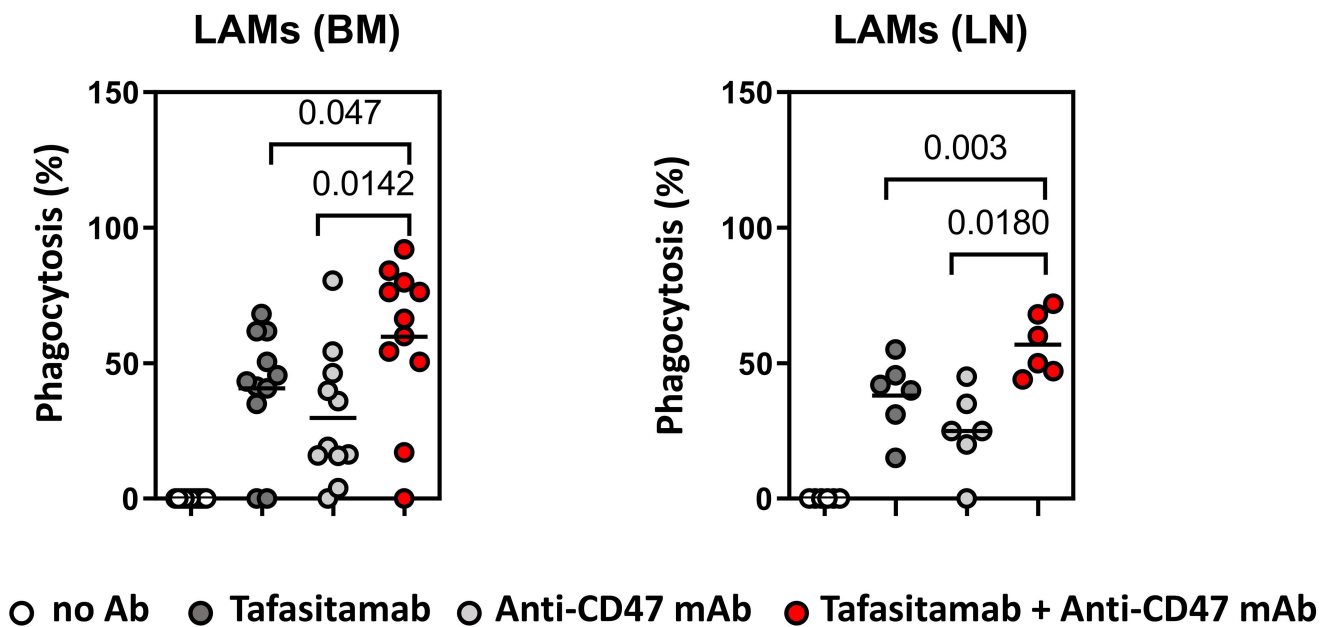 LAMs (BM)
150
100
50
0
Phagocytosis (%)
0.047
0.0142
LAMs (LN)
150
100
50
0
Phagocytosis (%)
0.003
0.0180
no Ab
Tafasitamab
Anti-CD47 mAb
Tafasitamab + Anti-CD47 mAb